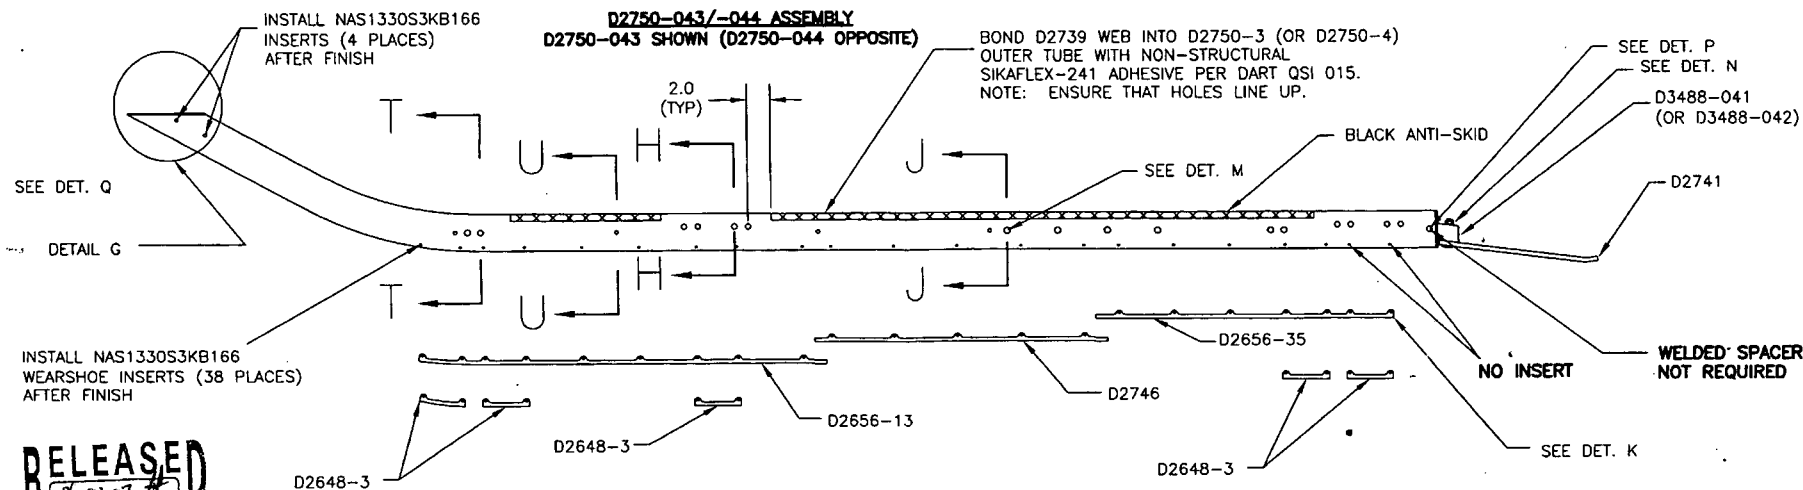 D2750-043/-044 ASSEMBLY
D2750-043 SHOWN (D2750-044 OPPOSITE)
INSTALL NAS1330S3KB166
INSERTS (4 PLACES)
AFTER FINISH
BOND D2739 WEB INTO D2750-3 (OR D2750-4)
OUTER TUBE WITH NON-STRUCTURAL
SIKAFLEX-241 ADHESIVE PER DART QSI 015.
NOTE: ENSURE THAT HOLES LINE UP.
SEE DET. P
SEE DET. N
D3488-041
(OR D3488-042)
2.0
(TYP)
T
U
H
J
BLACK ANTI-SKID
SEE DET. M
D2741
SEE DET. Q
DETAIL G
T
U
H
J
INSTALL NAS1330S3KB166
WEARSHOE INSERTS (38 PLACES)
AFTER FINISH
D2656-35
NO INSERT
WELDED SPACER
NOT REQUIRED
D2746
D2656-13
D2648-3
D2648-3
D2648-3
SEE DET. K
RELEASED